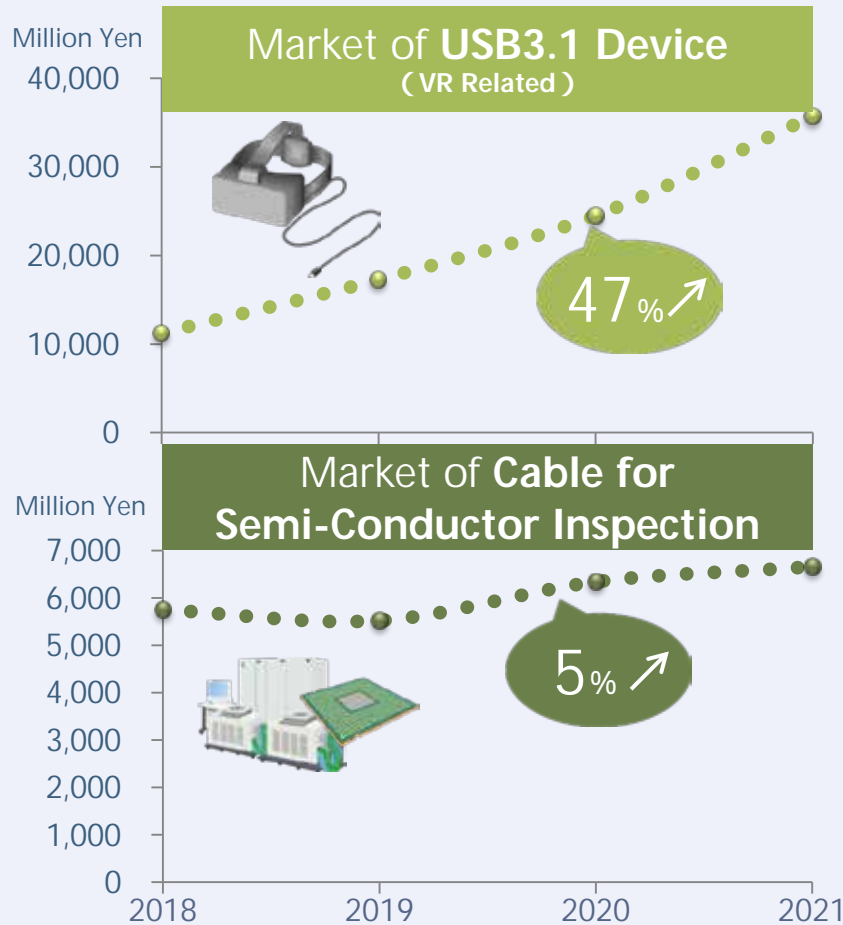 Market of USB3.1 Device
（VR Related）
Million Yen
40,000
30,000
20,000
10,000
0
47%
Market of Cable for
Semi-Conductor Inspection
Million Yen
7,000
6,000
5,000
4,000
3,000
2,000
1,000
0
5%
2018 2019 2020 2021